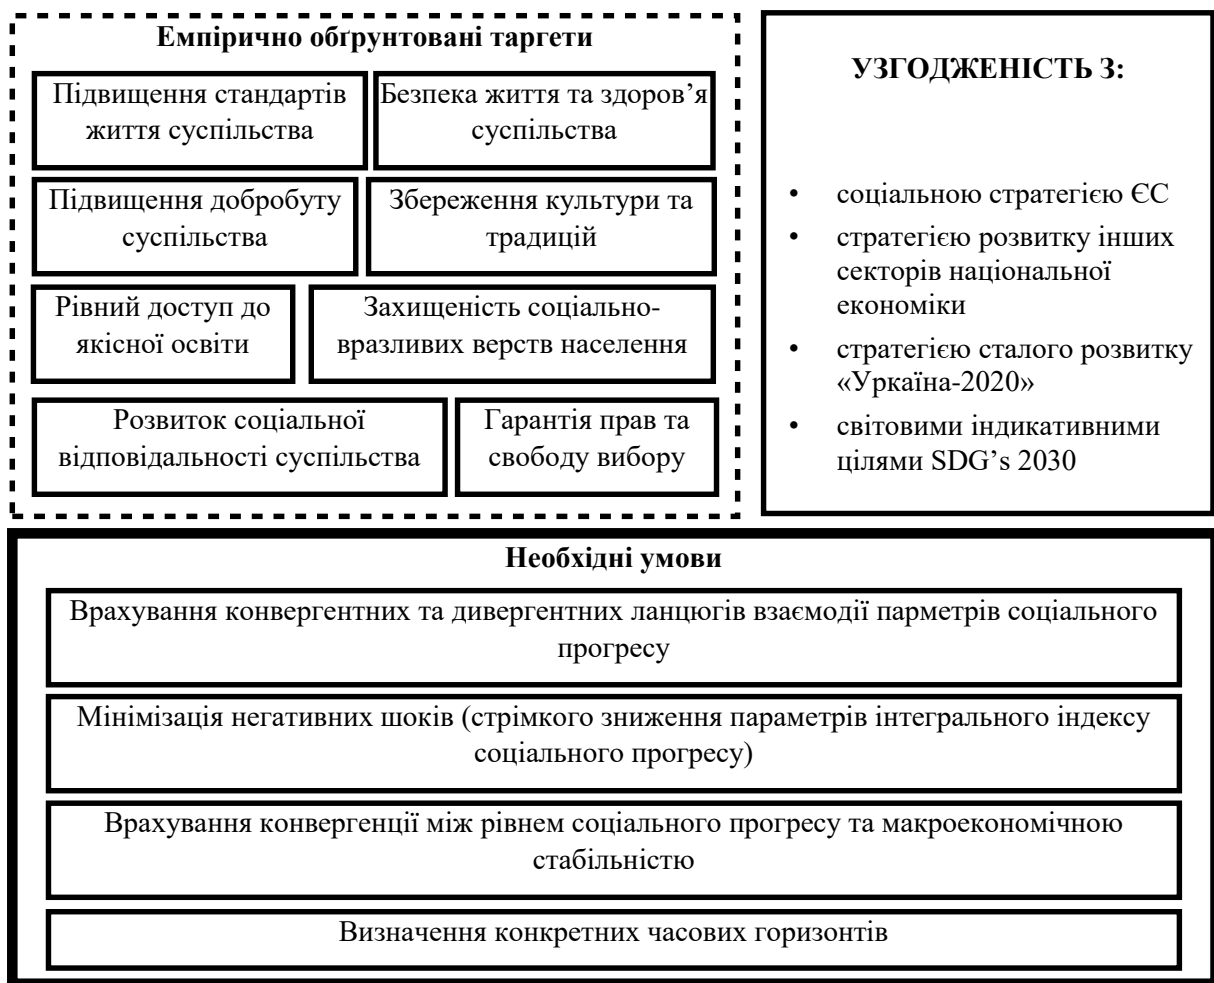 Емпірично обґрунтовані таргети
Підвищення стандартів
життя суспільства
Безпека життя та здоров’я
суспільства
Підвищення добробуту
суспільства
Збереження культури та
традицій
Рівний доступ до
якісної освіти
Захищеність соціально-
вразливих верств населення
Розвиток соціальної
відповідальності суспільства
Гарантія прав та
свободу вибору
УЗГОДЖЕНІСТЬ З:
• соціальною стратегією ЄС
• стратегією розвитку інших
секторів національної
економіки
• стратегією сталого розвитку
«Уркаїна-2020»
• світовими індикативними
цілями SDG’s 2030
Необхідні умови
Врахування конвергентних та дивергентних ланцюгів взаємодії парметрів соціального
прогресу
Мінімізація негативних шоків (стрімкого зниження параметрів інтегрального індексу
соціального прогресу)
Врахування конвергенції між рівнем соціального прогресу та макроекономічною
стабільністю
Визначення конкретних часових горизонтів